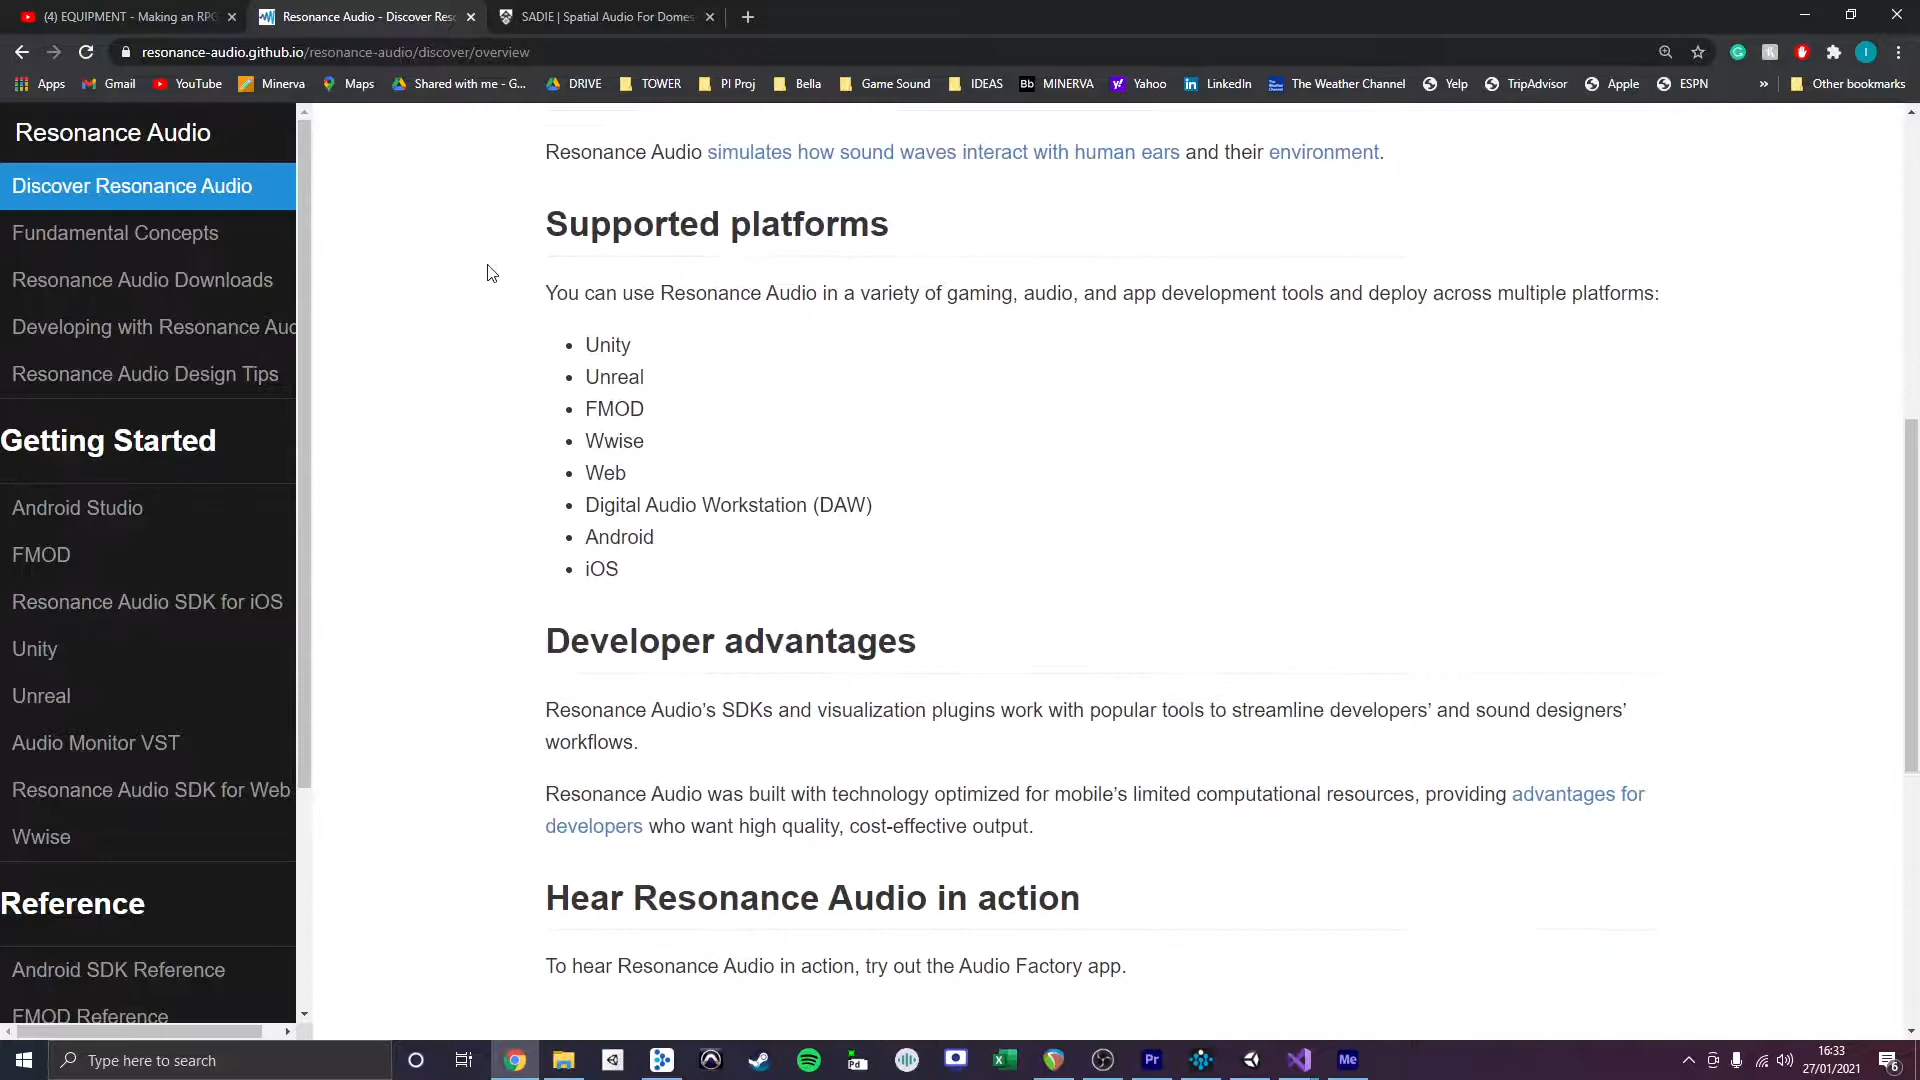 (4) EQUIPMENT - Making an RPG
Resonance Audio - Discover Res
SADIE | Spatial Audio For Domes
resonance-audio.github.io/resonance-audio/discover/overview
Apps
Gmail
YouTube
Minerva
Maps
Shared with me - G...
DRIVE
TOWER
PI Proj
Bella
Game Sound
IDEAS
Bb MINERVA
Yahoo
LinkedIn
The Weather Channel
Yelp
TripAdvisor
Apple
ESPN
»
Other bookmarks
Resonance Audio
Discover Resonance Audio
Fundamental Concepts
Resonance Audio Downloads
Developing with Resonance Aud
Resonance Audio Design Tips
Getting Started
Android Studio
FMOD
Resonance Audio SDK for iOS
Unity
Unreal
Audio Monitor VST
Resonance Audio SDK for Web
Wwise
Reference
Android SDK Reference
FMOD Reference
Resonance Audio simulates how sound waves interact with human ears and their environment.
Supported platforms
You can use Resonance Audio in a variety of gaming, audio, and app development tools and deploy across multiple platforms:
• Unity
• Unreal
• FMOD
• Wwise
• Web
• Digital Audio Workstation (DAW)
• Android
• iOS
Developer advantages
Resonance Audio’s SDKs and visualization plugins work with popular tools to streamline developers’ and sound designers’
workflows.
Resonance Audio was built with technology optimized for mobile’s limited computational resources, providing advantages for
developers who want high quality, cost-effective output.
Hear Resonance Audio in action
To hear Resonance Audio in action, try out the Audio Factory app.
Type here to search
Pd
Pr
Me
16:33
27/01/2021
6